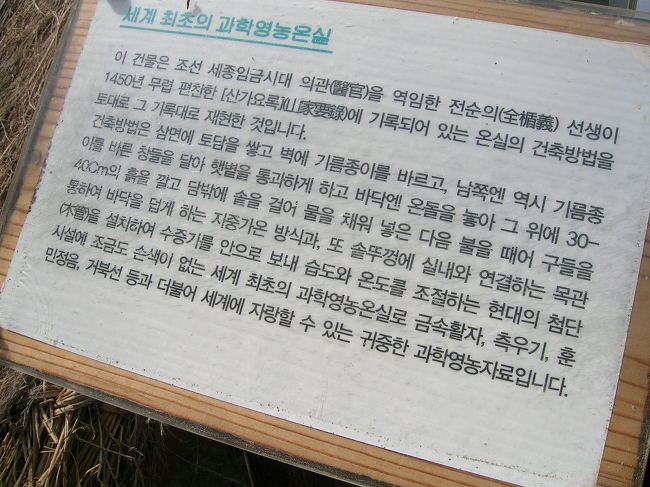 세계 최초의 과학영농온실
이 건물은 조선 세종임금시대 의관(醫官)을 역임한 전순의(全楯義) 선생이
1450년 무렵 편찬한 [산가요록](山家要錄)에 기록되어 있는 온실의 건축방법을
토대로 그 기록대로 재현한 것입니다.
건축방법은 삼면에 토담을 쌓고 벽에 기름종이를 바르고, 남쪽엔 역시 기름종
이를 바른 창틀을 달아 햇볕을 통과하게 하고 바닥엔 온돌을 놓아 그 위에 30-
40Cm의 흙을 깔고 담밖에 솥을 걸어 물을 채워 넣은 다음 불을 때어 구들을
통하여 바닥을 덥게 하는 지중가온 방식과, 또 솥뚜껑에 실내와 연결하는 목관
을 설치하여 수증기를 안으로 보내 습도와 온도를 조절하는 현대의 첨단
시설에 조금도 손색이 없는 세계 최초의 과학영농온실로 금속활자, 측우기, 훈
민정음, 거북선 등과 더불어 세계에 자랑할 수 있는 귀중한 과학영농자료입니다.